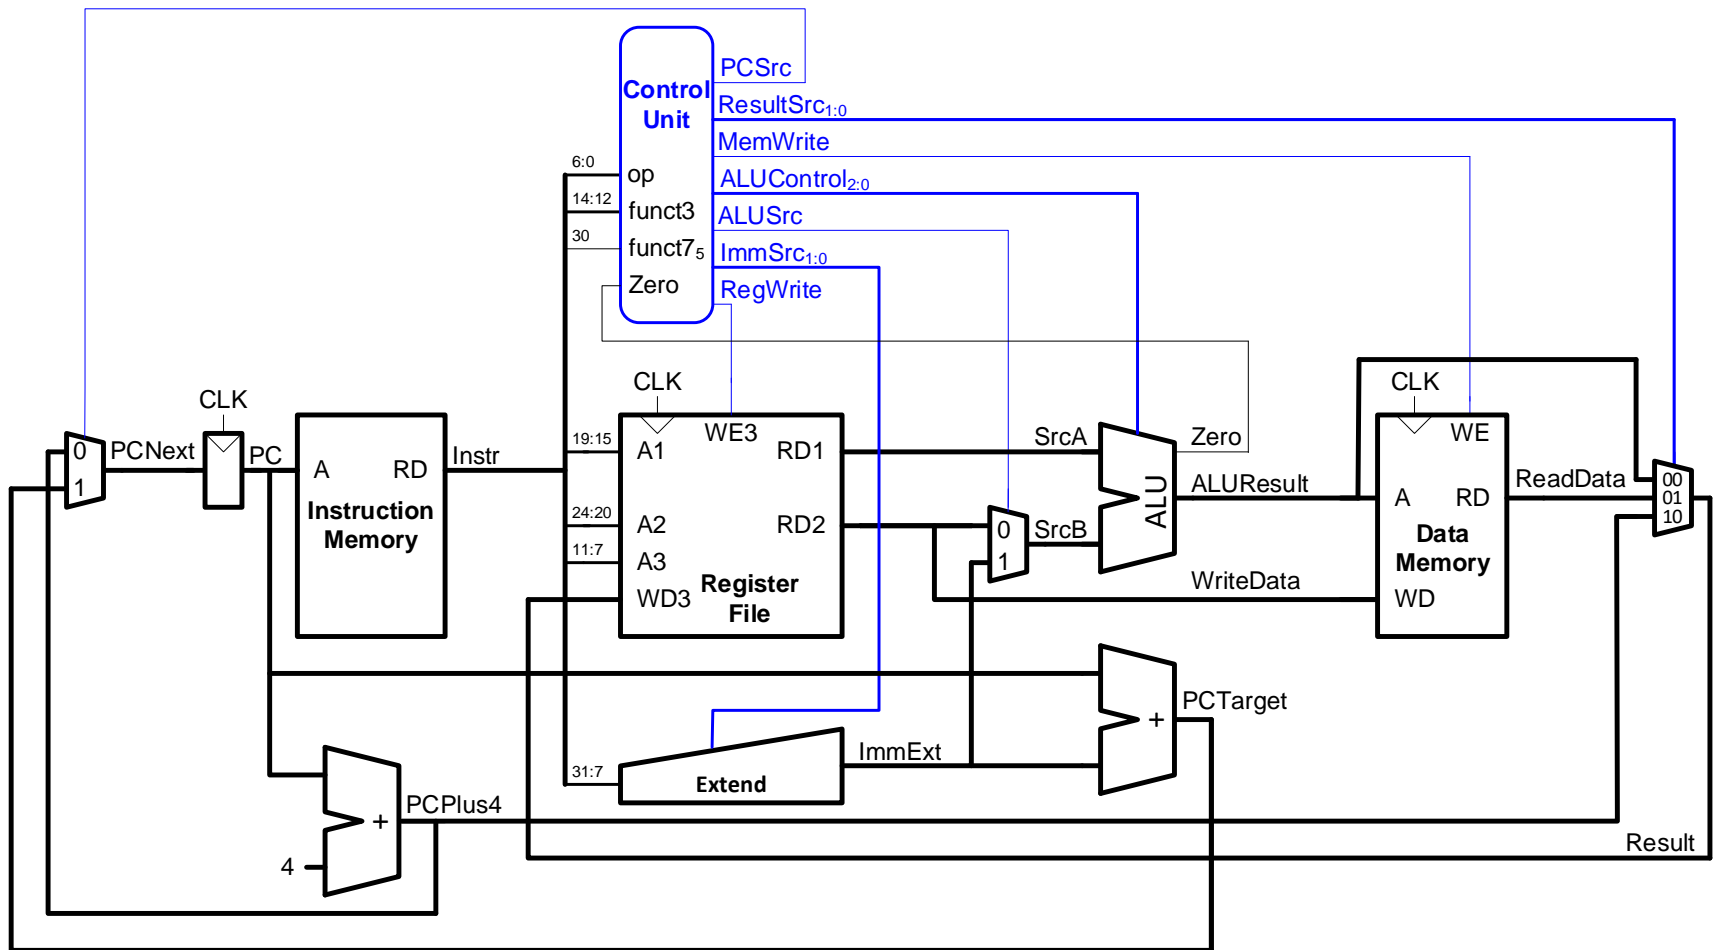 PCSrc
Control
Unit
ResultSrc1:0
MemWrite
6:0
op
ALUControl2:0
14:12
funct3
ALUSrc
30
funct75
ImmSrc1:0
Zero
RegWrite
CLK
CLK
CLK
0
PCNext
PC
1
A
RD
Instruction
Memory
Instr
19:15
A1
WE3
RD1
24:20
A2
RD2
11:7
A3
WD3
Register
File
SrcA
0
SrcB
1
ALU
Zero
ALUResult
WriteData
WE
A
RD
Data
Memory
WD
ReadData
00
01
10
+
PCTarget
31:7
Extend
ImmExt
+
PCPlus4
4
Result